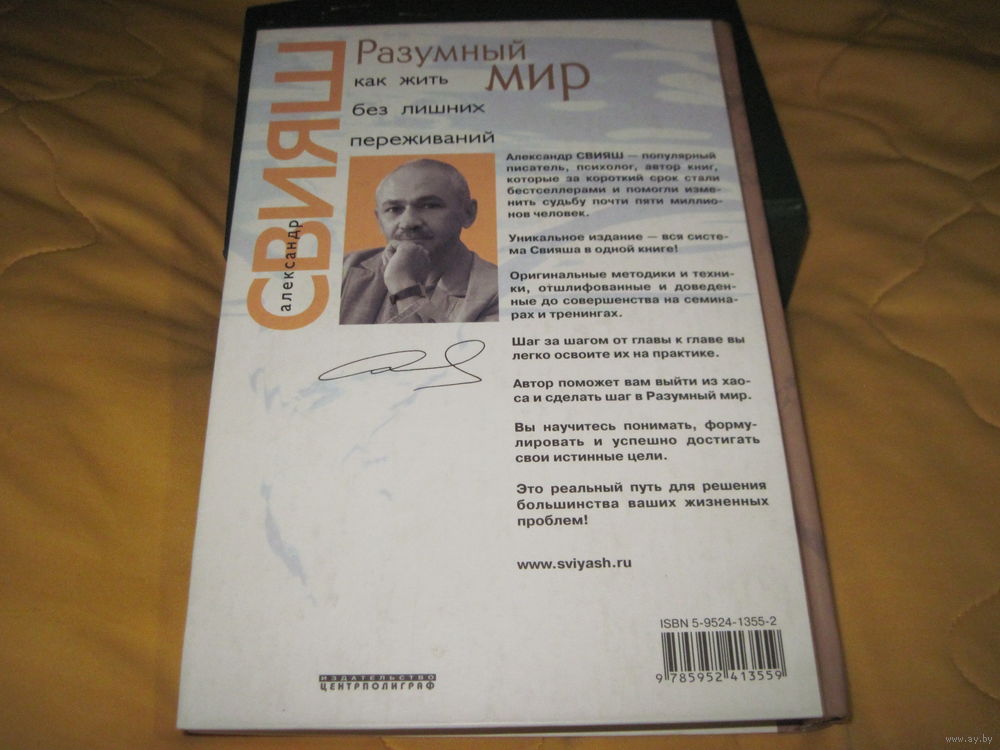 александр
СВИЯШ
Разумный
мир
как жить
без лишних
переживаний
Александр СВИЯШ — популярный
писатель, психолог, автор книг,
которые за короткий срок стали
бестселлерами и помогли изме-
нить судьбу почти пяти миллио-
нов человек.
Уникальное издание — вся систе-
ма Свияша в одной книге!
Оригинальные методики и техни-
ки, отшлифованные и доведен-
ные до совершенства на семина-
рах и тренингах.
Шаг за шагом от главы к главе вы
легко освоите их на практике.
Автор поможет вам выйти из хао-
са и сделать шаг в Разумный мир.
Вы научитесь понимать, форму-
лировать и успешно достигать
свои истинные цели.
Это реальный путь для решения
большинства ваших жизненных
проблем!
www.sviyash.ru
ISBN 5-9524-1355-2
9 785952 413559
ИЗДАТЕЛЬСТВО
ЦЕНТРПОЛИГРАФ
www.ay.by